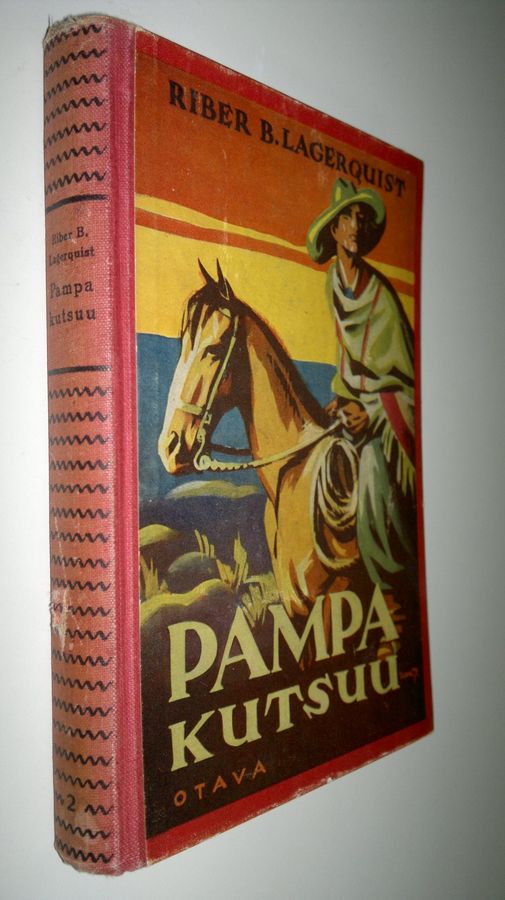 RIBER B. LAGERQUIST
PAMPA
KUTSUU
OTAVA
Riber B.
Lagerquist
Pampa
kutsuu
2